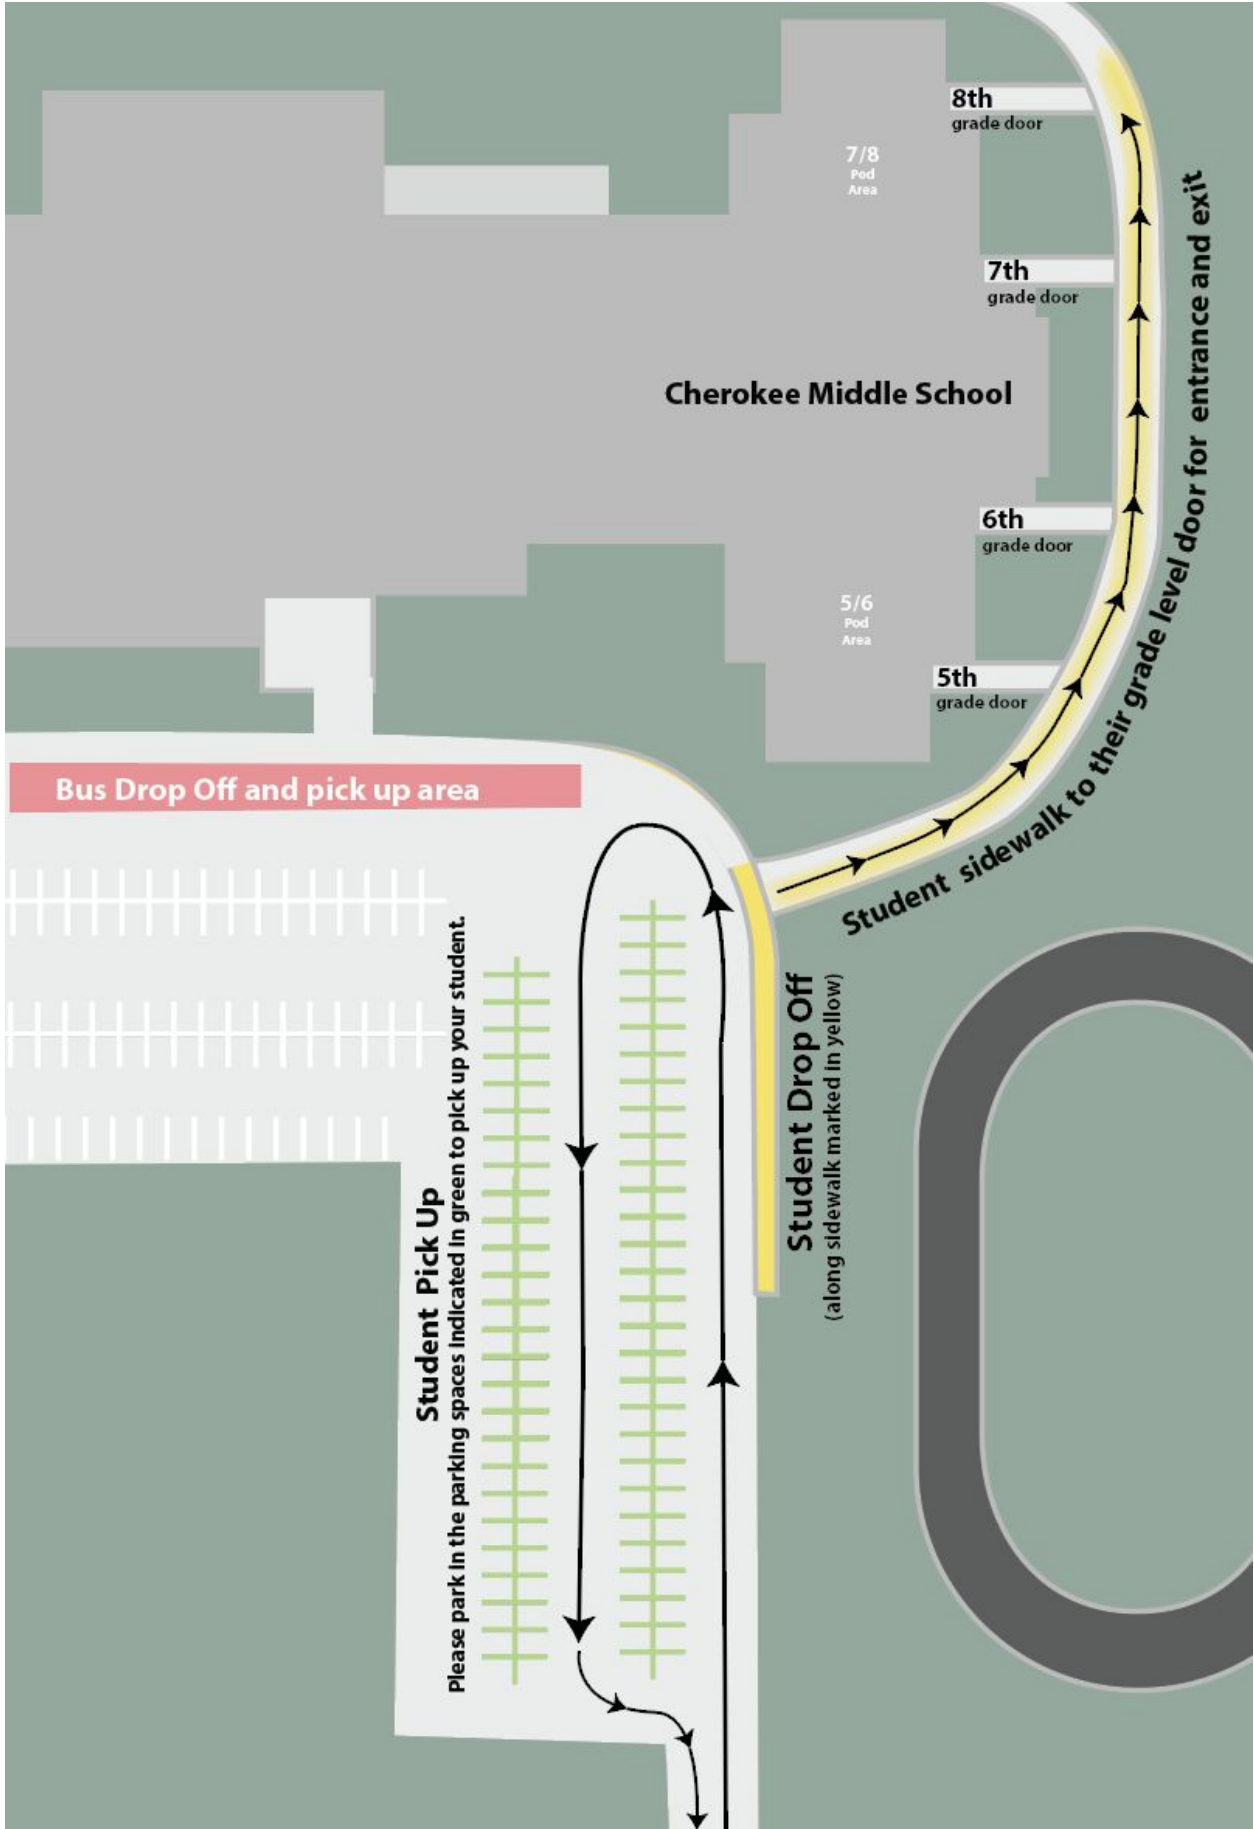 8th
grade door
7/8
Pod
Area
7th
grade door
Cherokee Middle School
6th
grade door
5/6
Pod
Area
5th
grade door
Student sidewalk to their grade level door for entrance and exit
Bus Drop Off and pick up area
Student Drop Off
(along sidewalk marked in yellow)
Student Pick Up
Please park in the parking spaces indicated in green to pick up your student.